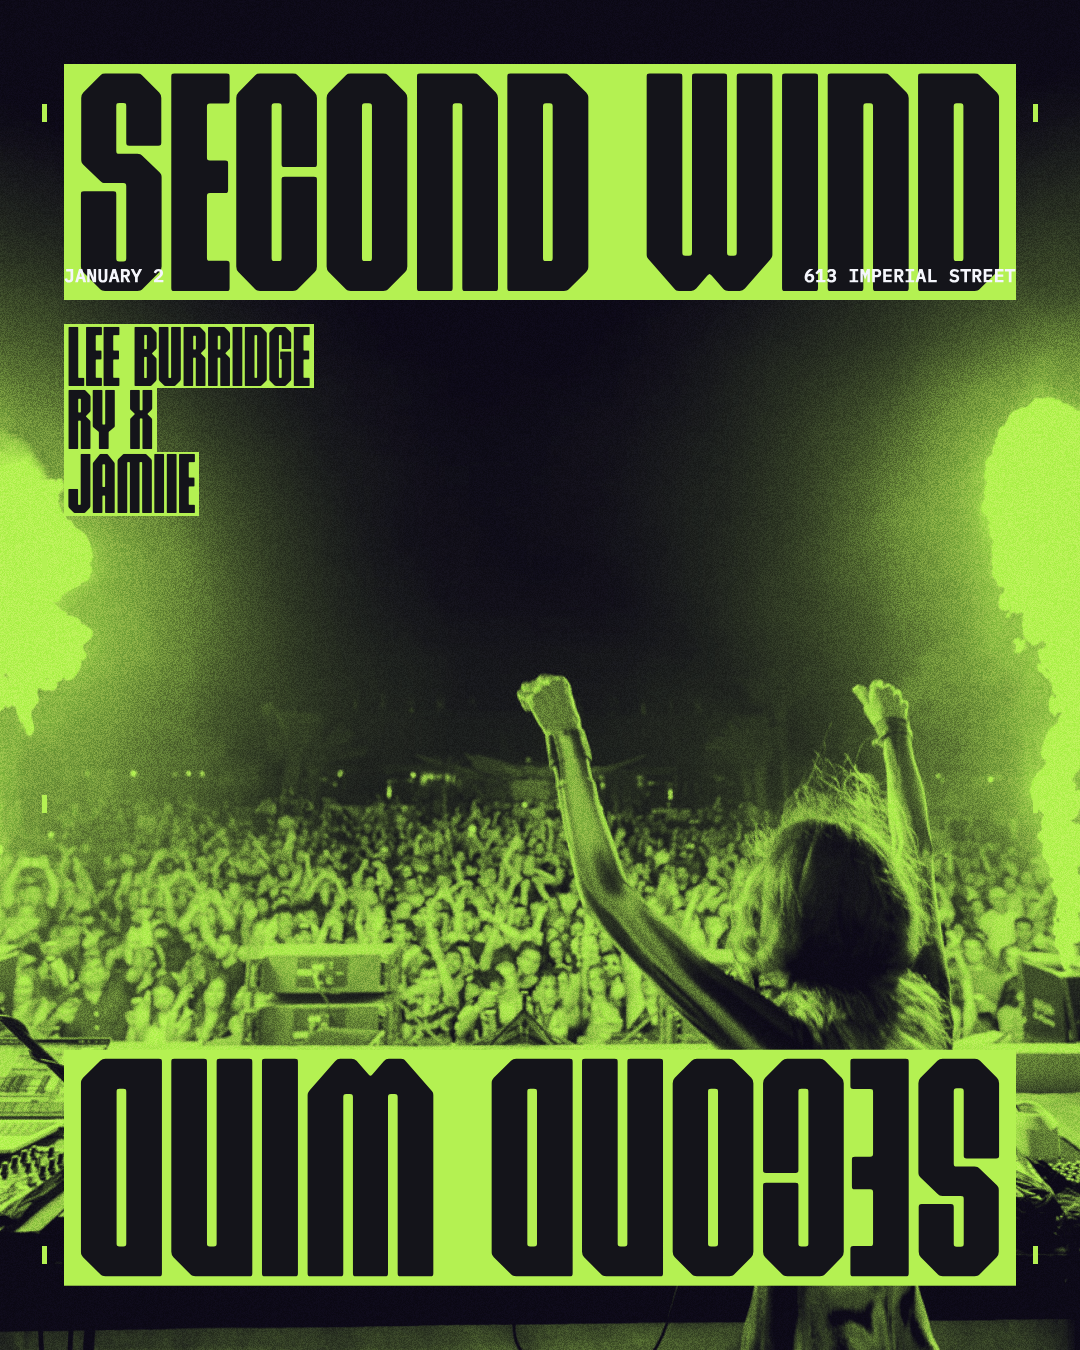 SECOND WIND
JANUARY 2
613 IMPERIAL STREET
LEE BURRIDGE
RY X
JAMIIE
SECOND WIND